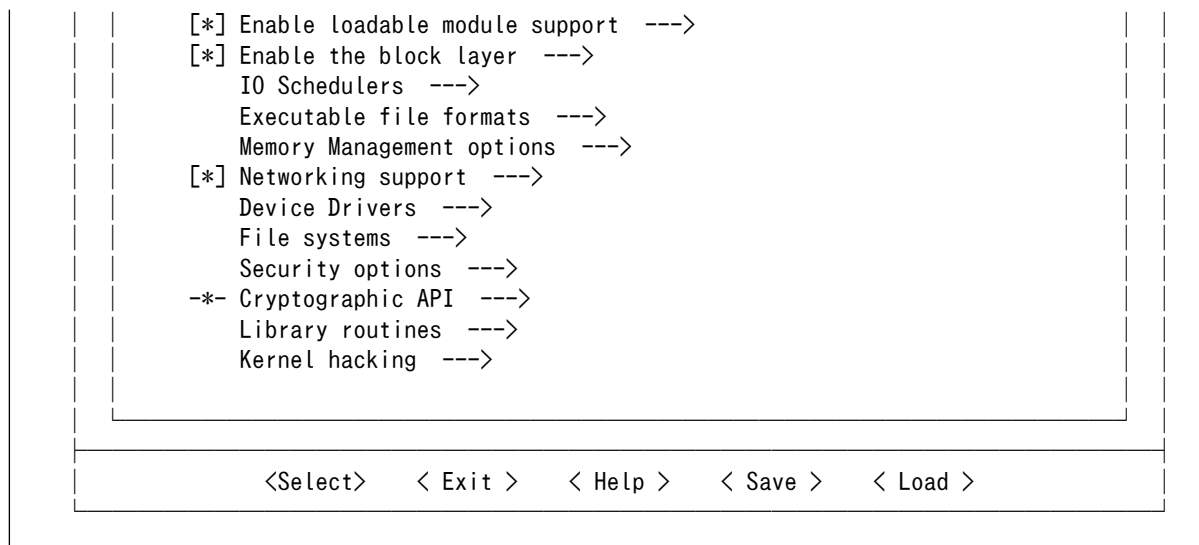 [*] Enable loadable module support  --->
[*] Enable the block layer  --->
IO Schedulers  --->
Executable file formats  --->
Memory Management options  --->
[*] Networking support  --->
Device Drivers  --->
File systems  --->
Security options  --->
-*- Cryptographic API  --->
Library routines  --->
Kernel hacking  --->
<Select>    < Exit >    < Help >    < Save >    < Load >